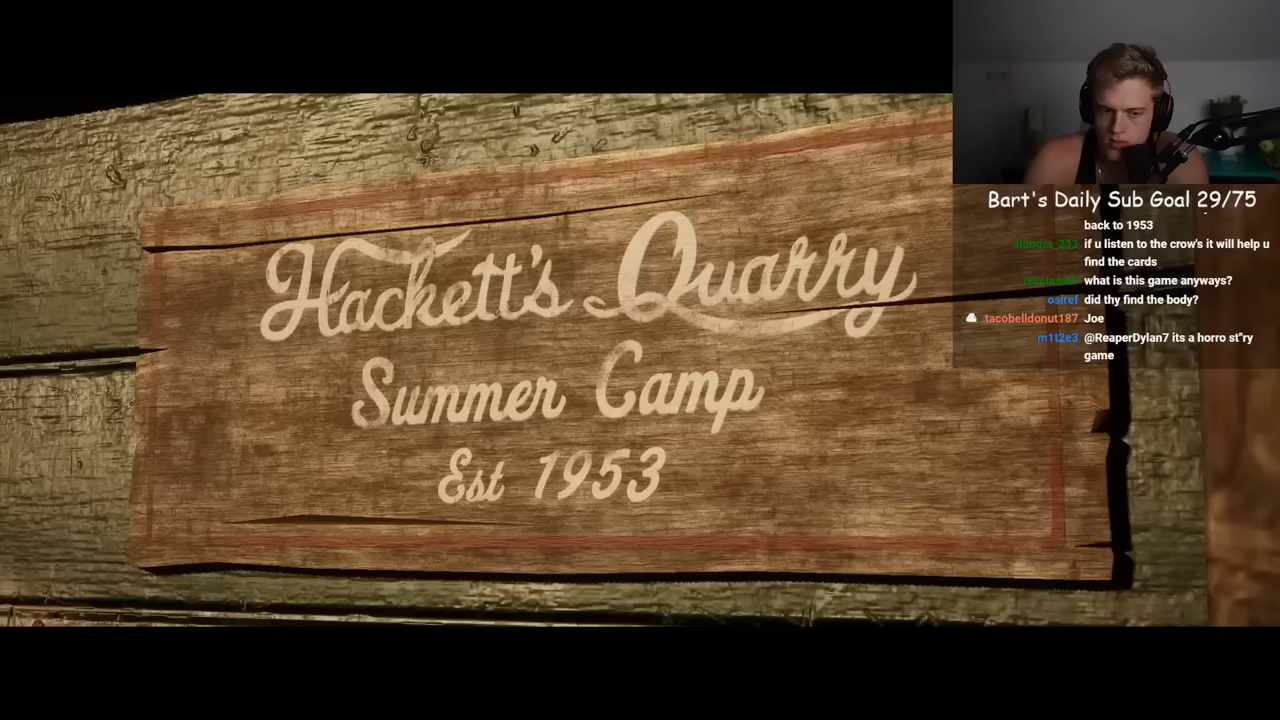 Hackett's Quarry
Summer Camp
Est 1953
Bart's Daily Sub Goal 29/75
back to 1953
if u listen to the crow's it will help u
find the cards
what is this game anyways?
oslref did thy find the body?
tacobelldonut187 Joe
m1t2e3 @ReaperDylan7 its a horro st"ry
game